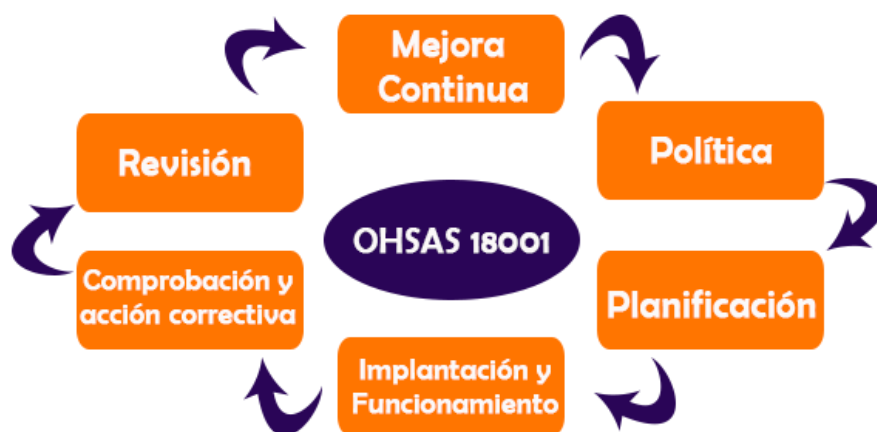 Mejora
Continua
Política
Revisión
OHSAS 18001
Comprobación y
acción correctiva
Planificación
Implantación y
Funcionamiento